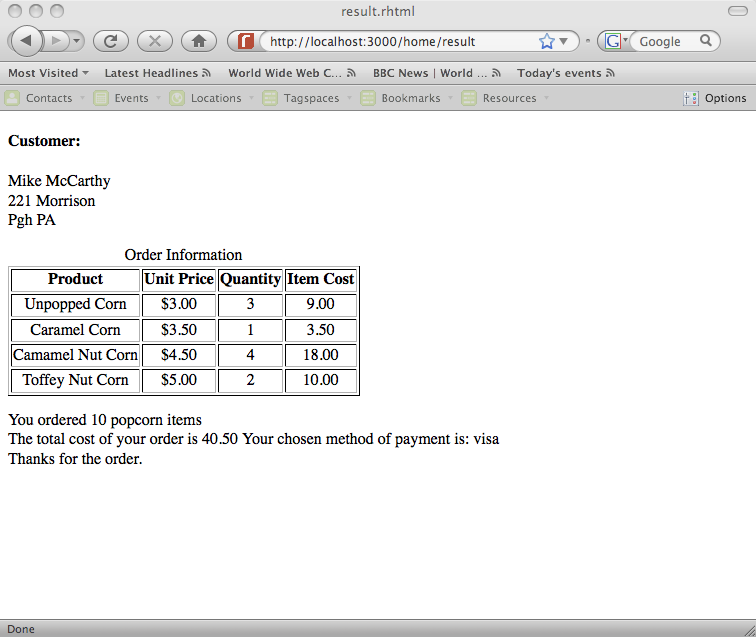 result.rhtml
http://localhost:3000/home/result
G Google
Most Visited Latest Headlines World Wide Web C... BBC News | World ... Today's events
Contacts Events Locations Tagspaces Bookmarks Resources Options
Customer:
Mike McCarthy
221 Morrison
Pgh PA
Order Information
Product Unit Price Quantity Item Cost
Unpopped Corn $3.00 3 9.00
Caramel Corn $3.50 1 3.50
Camamel Nut Corn $4.50 4 18.00
Toffey Nut Corn $5.00 2 10.00
You ordered 10 popcorn items
The total cost of your order is 40.50 Your chosen method of payment is: visa
Thanks for the order.
Done